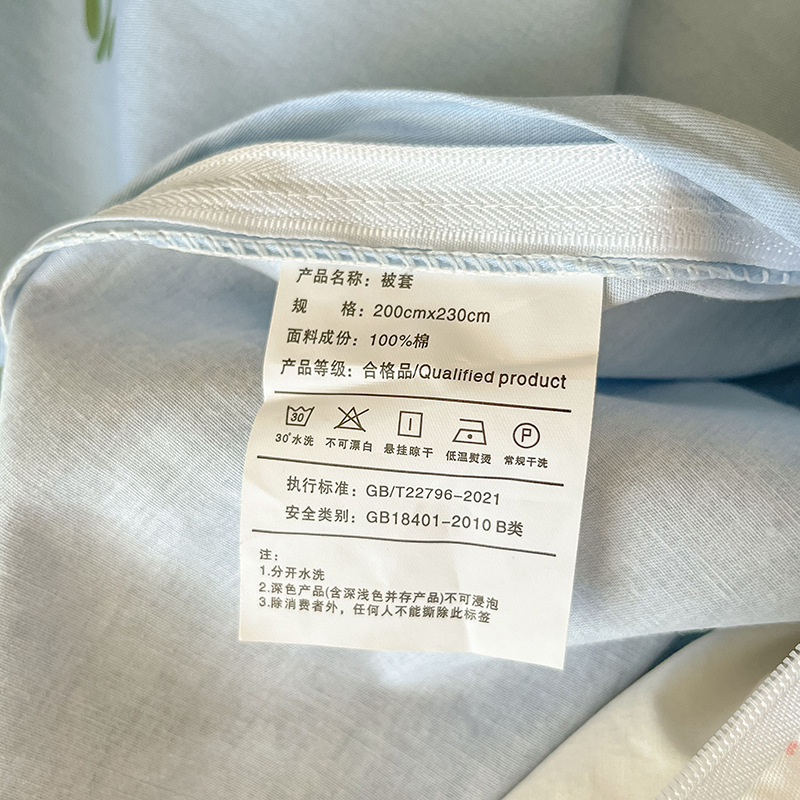 产品名称：被套
规　　格：200cmx230cm
面料成份：100%棉
产品等级：合格品/Qualified product
30
P
30°水洗 不可漂白 悬挂晾干 低温熨烫 常规干洗
执行标准：GB/T22796-2021
安全类别：GB18401-2010 B类
注：
1.分开水洗
2.深色产品(含深浅色并存产品)不可浸泡
3.除消费者外，任何人不能撕除此标签